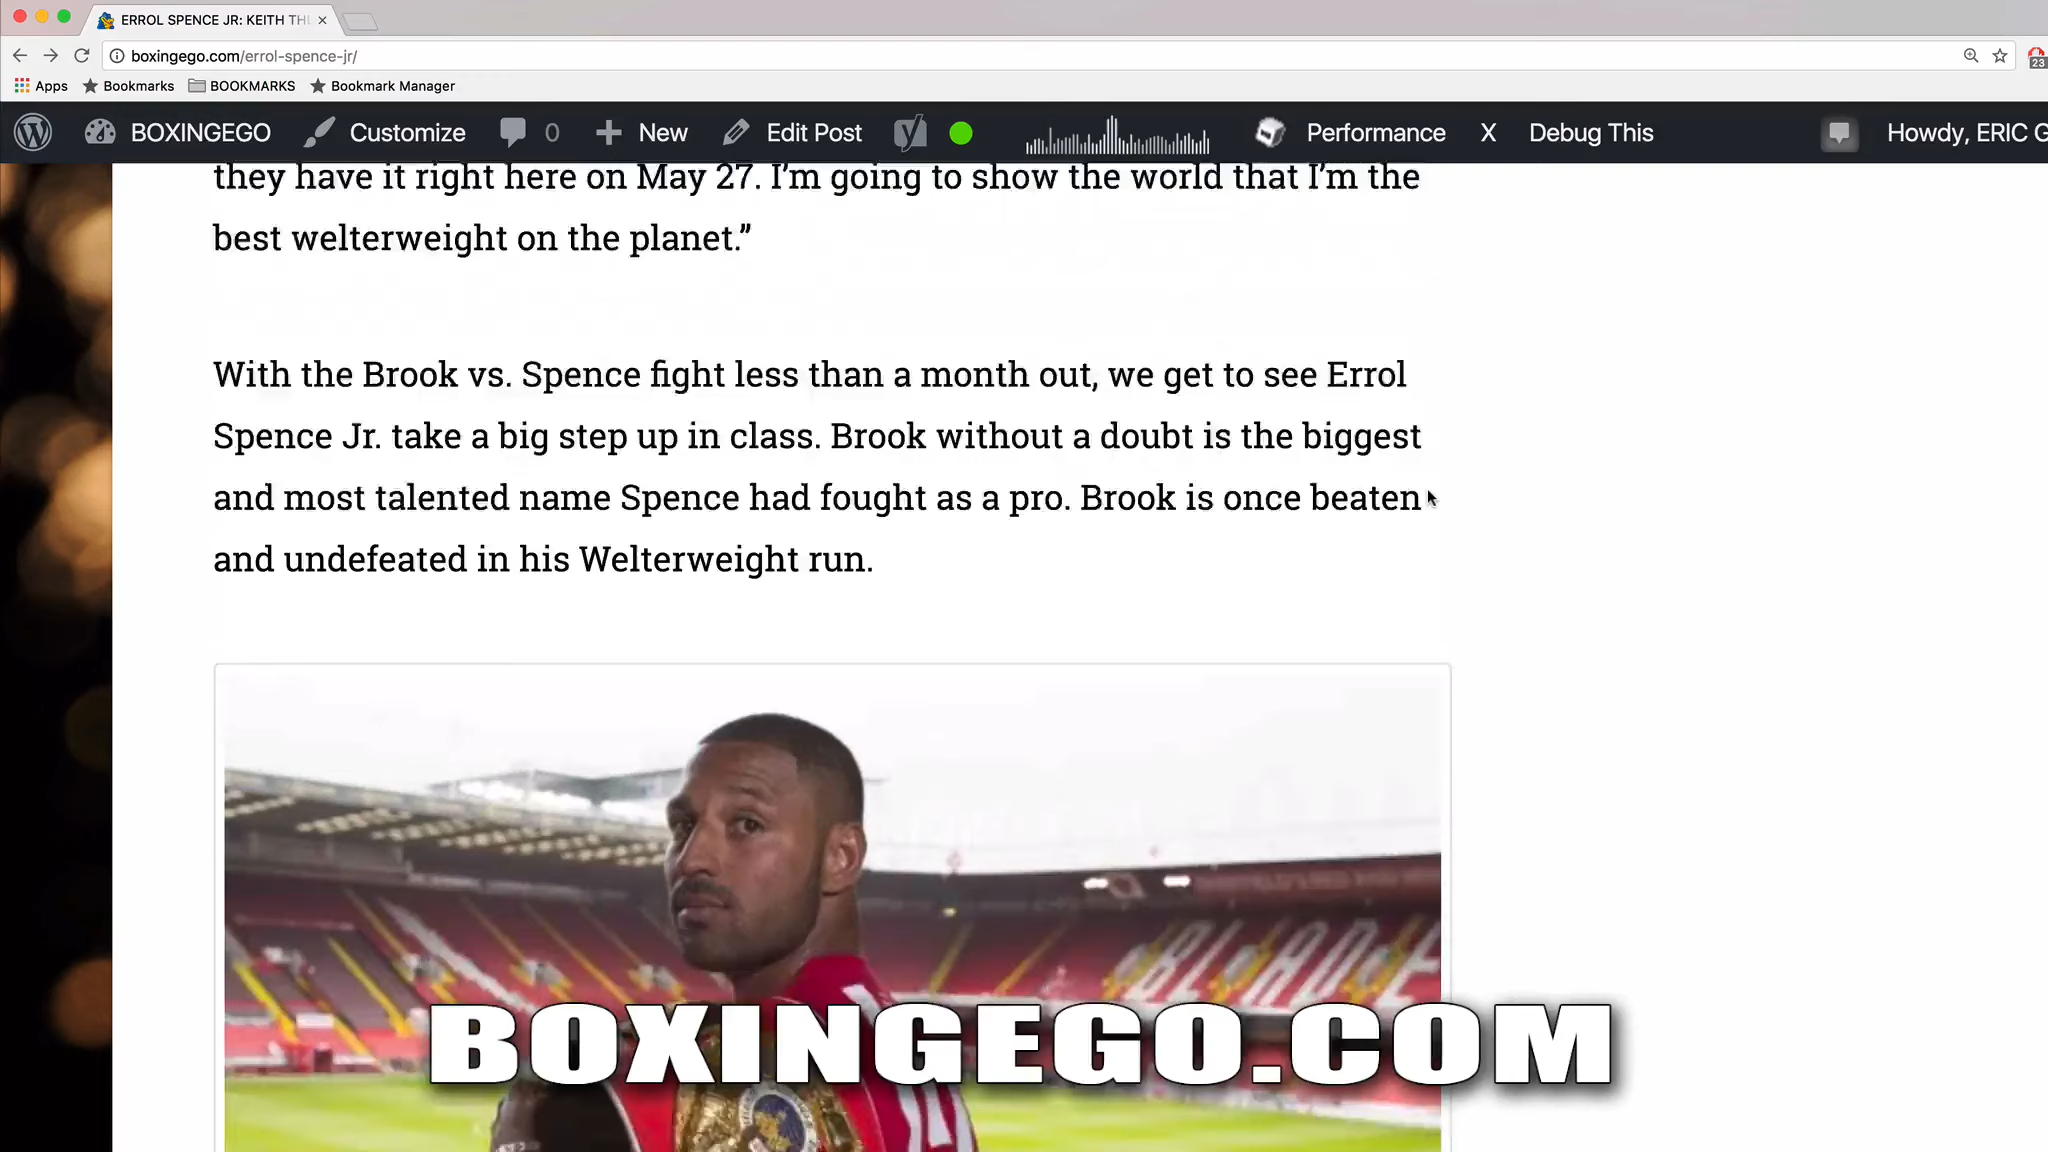 ERROL SPENCE JR: KEITH TH
boxingego.com/errol-spence-jr/
23
Apps Bookmarks BOOKMARKS Bookmark Manager
BOXINGEGO Customize 0 New Edit Post Performance X Debug This Howdy, ERIC G
they have it right here on May 27. I’m going to show the world that I’m the
best welterweight on the planet.”
With the Brook vs. Spence fight less than a month out, we get to see Errol
Spence Jr. take a big step up in class. Brook without a doubt is the biggest
and most talented name Spence had fought as a pro. Brook is once beaten
and undefeated in his Welterweight run.
BLADE
BOXINGEGO.COM